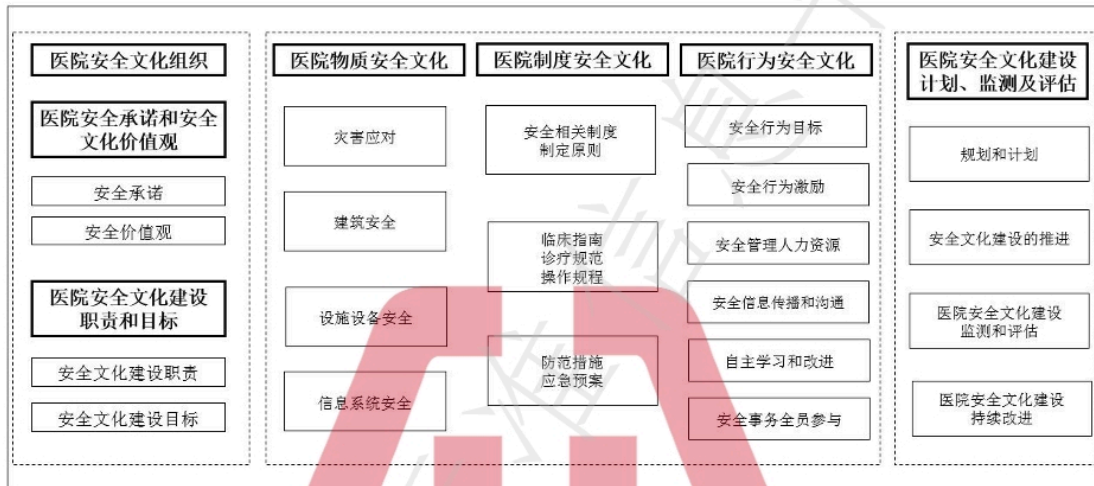 医院安全文化组织
医院安全承诺和安全
文化价值观
安全承诺
安全价值观
医院安全文化建设
职责和目标
安全文化建设职责
安全文化建设目标
医院物质安全文化
灾害应对
建筑安全
设施设备安全
信息系统安全
医院制度安全文化
安全相关制度
制定原则
临床指南
诊疗规范
操作规程
防范措施
应急预案
医院行为安全文化
安全行为目标
安全行为激励
安全管理人力资源
安全信息传播和沟通
自主学习和改进
安全事务全员参与
医院安全文化建设
计划、监测及评估
规划和计划
安全文化建设的推进
医院安全文化建设
监测和评估
医院安全文化建设
持续改进